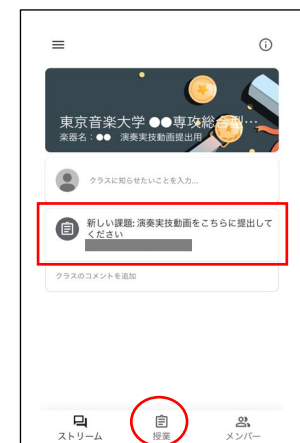 東京音楽大学 ●●専攻総合型…
楽器名：●● 演奏実技動画提出用
クラスに知らせたいことを入力...
新しい課題: 演奏実技動画をこちらに提出して
ください
クラスのコメントを追加
ストリーム
授業
メンバー